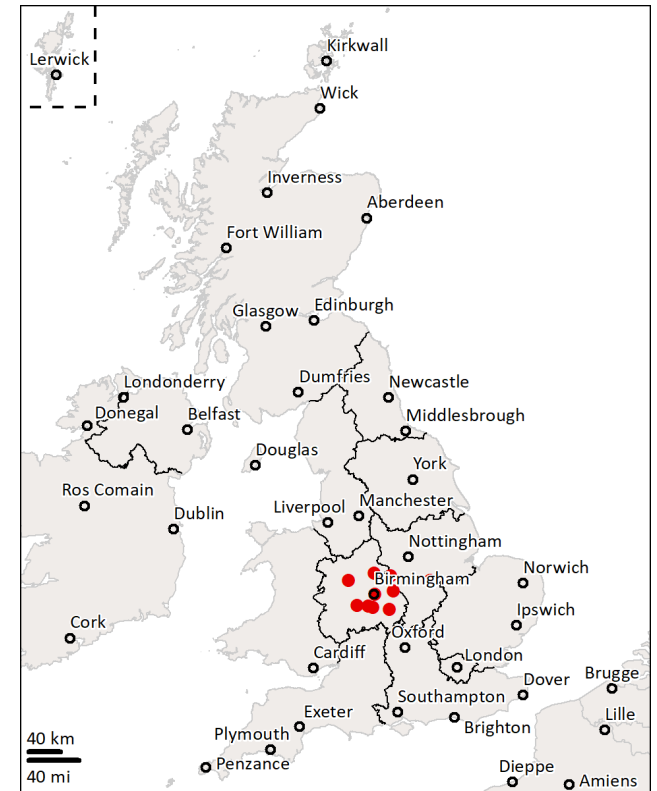 Kirkwall
Lerwick
Wick
Inverness
Aberdeen
Fort William
Glasgow
Edinburgh
Dumfries
Londonderry
Newcastle
Donegal
Belfast
Middlesbrough
Douglas
York
Ros Comain
Liverpool
Manchester
Dublin
Nottingham
Birmingham
Norwich
Ipswich
Cork
Oxford
Cardiff
London
Brugge
Dover
Southampton
Exeter
Lille
Brighton
Plymouth
40 km
Penzance
Dieppe
40 mi
Amiens